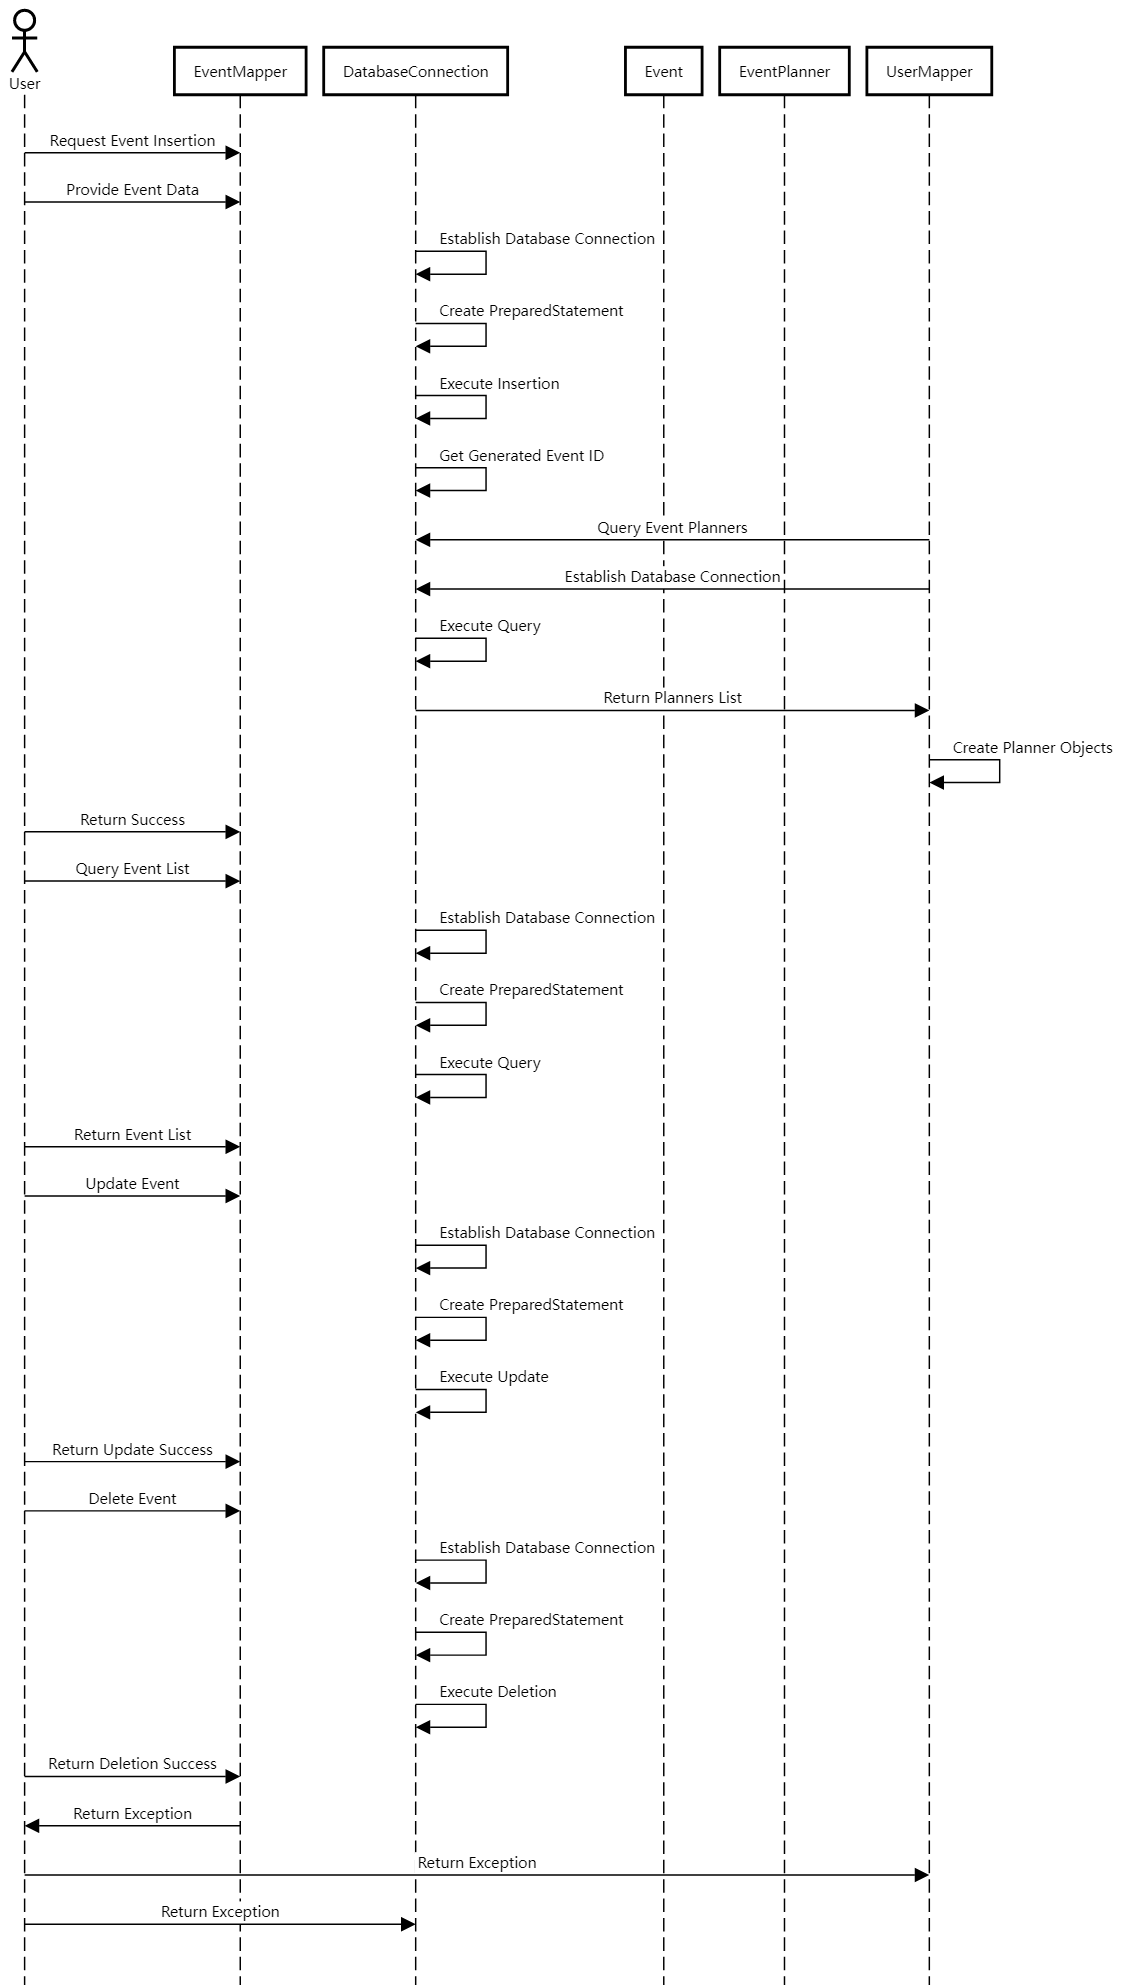 User
EventMapper
DatabaseConnection
Event
EventPlanner
UserMapper
Request Event Insertion
Provide Event Data
Establish Database Connection
Create PreparedStatement
Execute Insertion
Get Generated Event ID
Query Event Planners
Establish Database Connection
Execute Query
Return Planners List
Create Planner Objects
Return Success
Query Event List
Establish Database Connection
Create PreparedStatement
Execute Query
Return Event List
Update Event
Establish Database Connection
Create PreparedStatement
Execute Update
Return Update Success
Delete Event
Establish Database Connection
Create PreparedStatement
Execute Deletion
Return Deletion Success
Return Exception
Return Exception
Return Exception